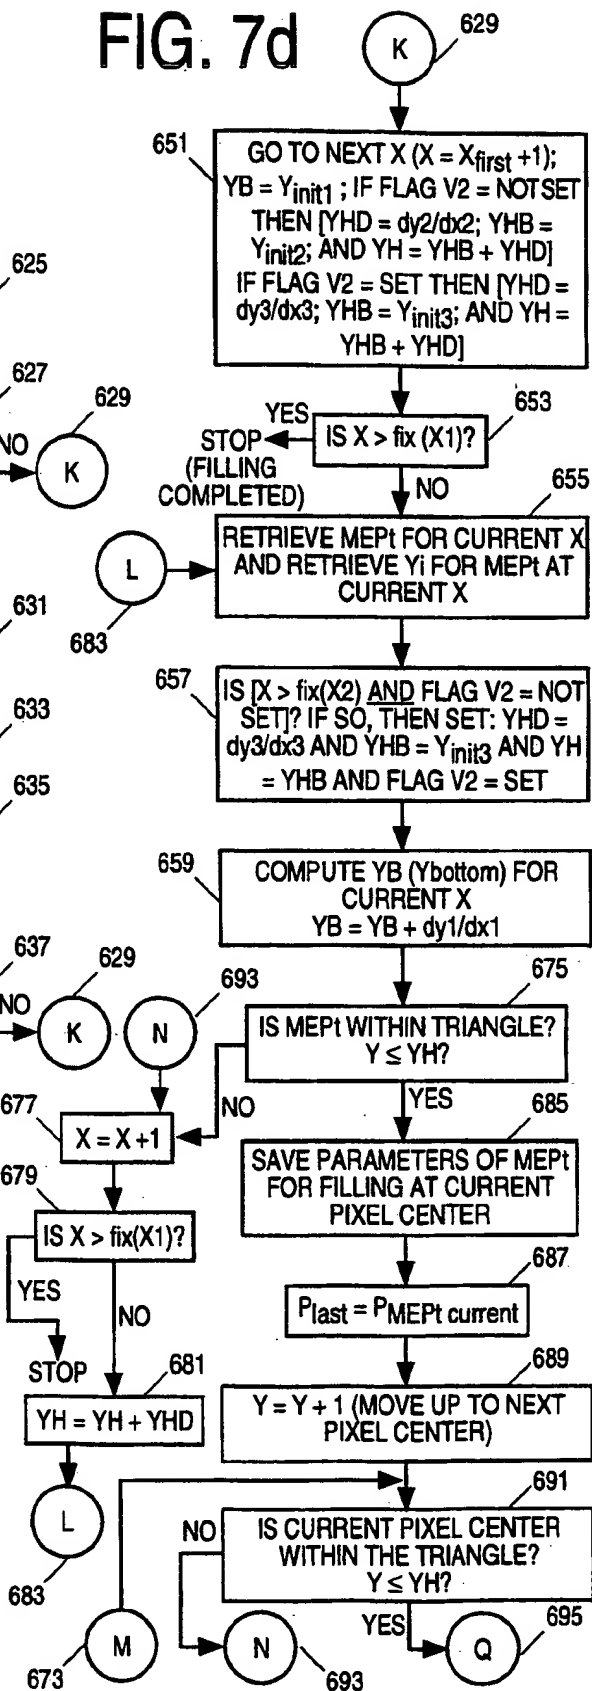 FIG. 7d
K
629
651
GO TO NEXT X (X = Xfirst +1);
YB = Yinit1 ; IF FLAG V2 = NOT SET
THEN [YHD = dy2/dx2; YHB =
Yinit2; AND YH = YHB + YHD]
IF FLAG V2 = SET THEN [YHD =
dy3/dx3; YHB = Yinit3; AND YH =
YHB + YHD]
625
627
NO
629
K
YES
653
IS X > fix (X1)?
STOP
(FILLING
COMPLETED)
NO
655
RETRIEVE MEPt FOR CURRENT X
AND RETRIEVE Yi FOR MEPt AT
CURRENT X
L
683
631
657
IS [X > fix(X2) AND FLAG V2 = NOT
SET]? IF SO, THEN SET: YHD =
dy3/dx3 AND YHB = Yinit3 AND YH
= YHB AND FLAG V2 = SET
633
635
659
COMPUTE YB (Ybottom) FOR
CURRENT X
YB = YB + dy1/dx1
637
NO
629
K
693
N
675
IS MEPt WITHIN TRIANGLE?
Y ≤ YH?
NO
YES
677
X = X +1
685
SAVE PARAMETERS OF MEPt
FOR FILLING AT CURRENT
PIXEL CENTER
679
IS X > fix(X1)?
YES
NO
STOP
687
Plast = PMEPt current
681
YH = YH + YHD
689
Y = Y + 1 (MOVE UP TO NEXT
PIXEL CENTER)
L
683
691
IS CURRENT PIXEL CENTER
WITHIN THE TRIANGLE?
Y ≤ YH?
NO
YES
M
673
N
693
Q
695